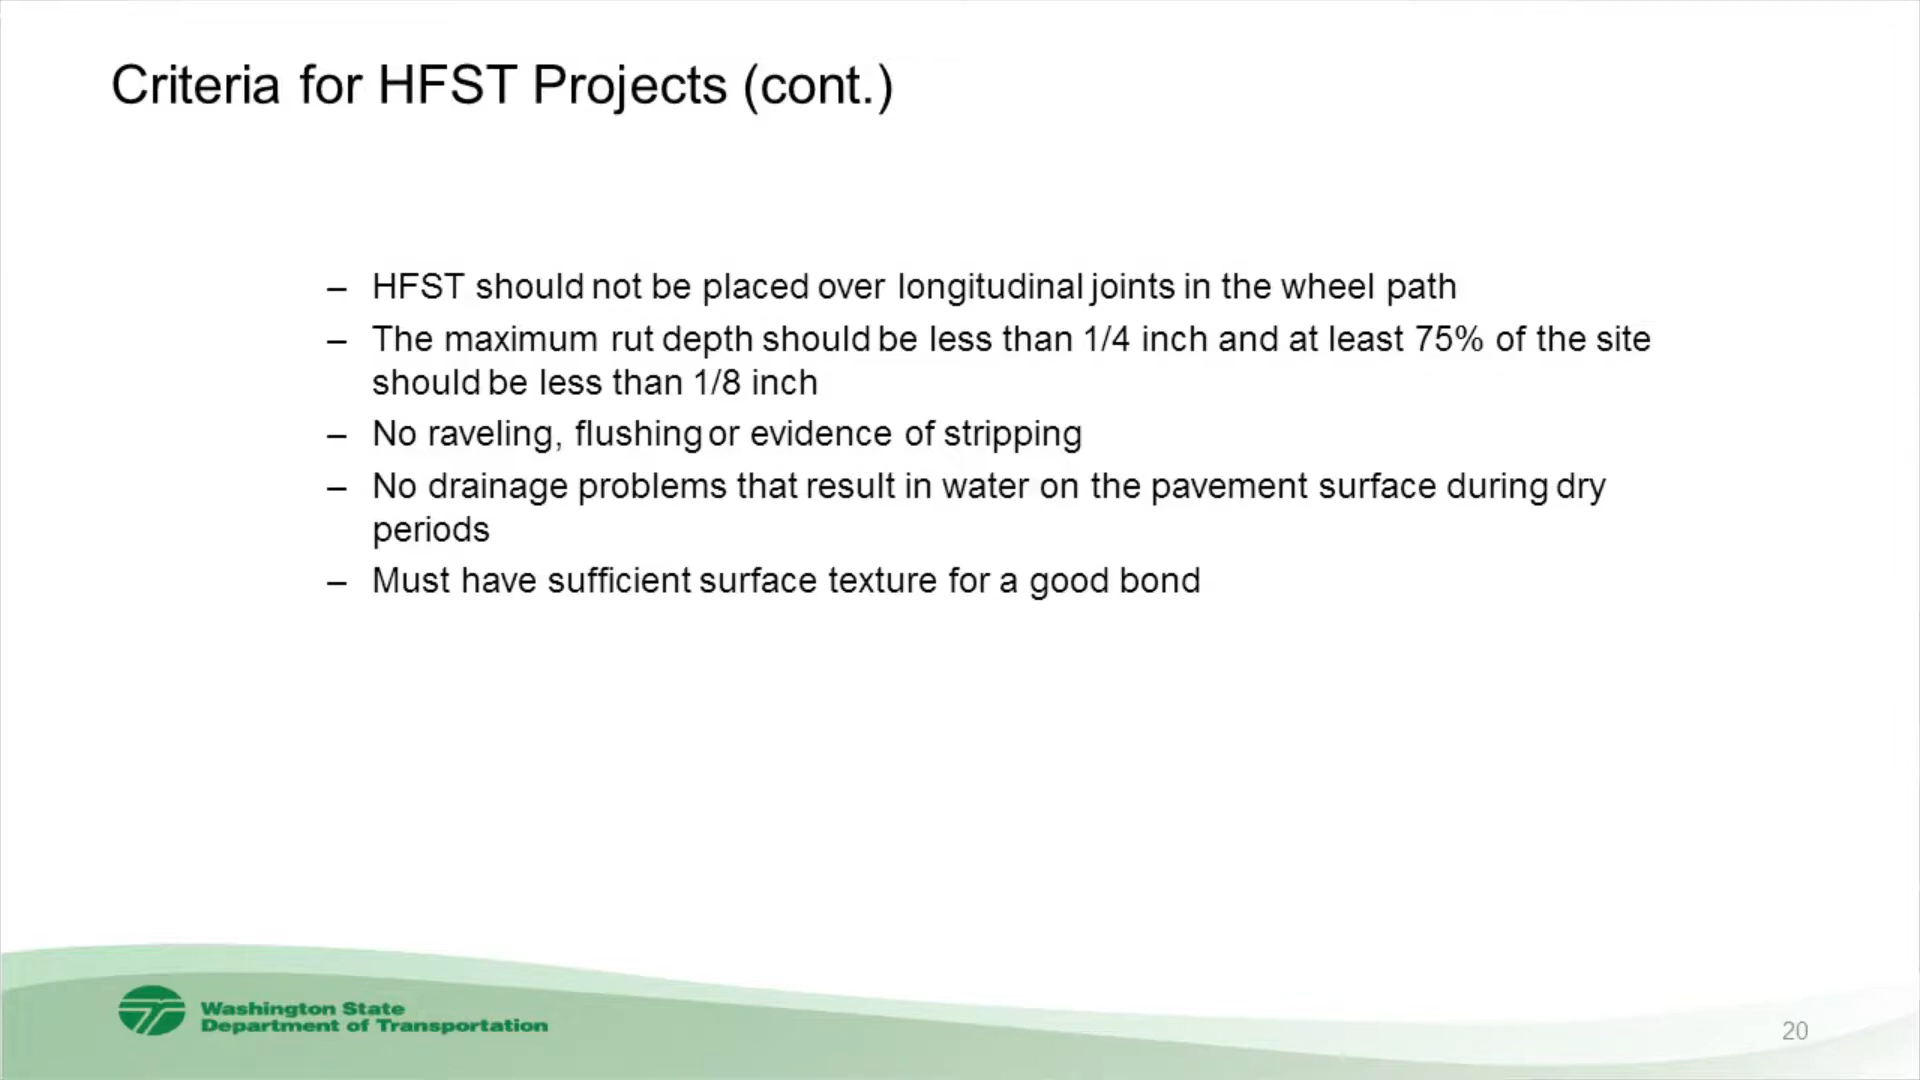 Criteria for HFST Projects (cont.)
– HFST should not be placed over longitudinal joints in the wheel path
– The maximum rut depth should be less than 1/4 inch and at least 75% of the site
should be less than 1/8 inch
– No raveling, flushing or evidence of stripping
– No drainage problems that result in water on the pavement surface during dry
periods
– Must have sufficient surface texture for a good bond
Washington State
Department of Transportation
20